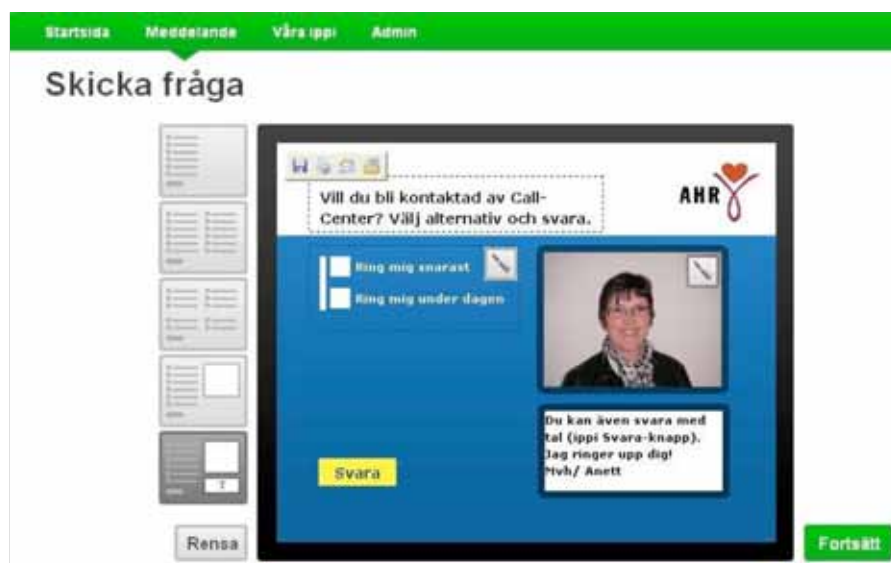 Startsida Meddelande Våra ippi Admin
Skicka fråga
Vill du bli kontaktad av Call-
Center? Välj alternativ och svara.
AHR
Ring mig snarast
Ring mig under dagen
Du kan även svara med
tal (ippi Svara-knapp).
Jag ringer upp dig!
Mvh/ Anett
Svara
Rensa
Fortsätt